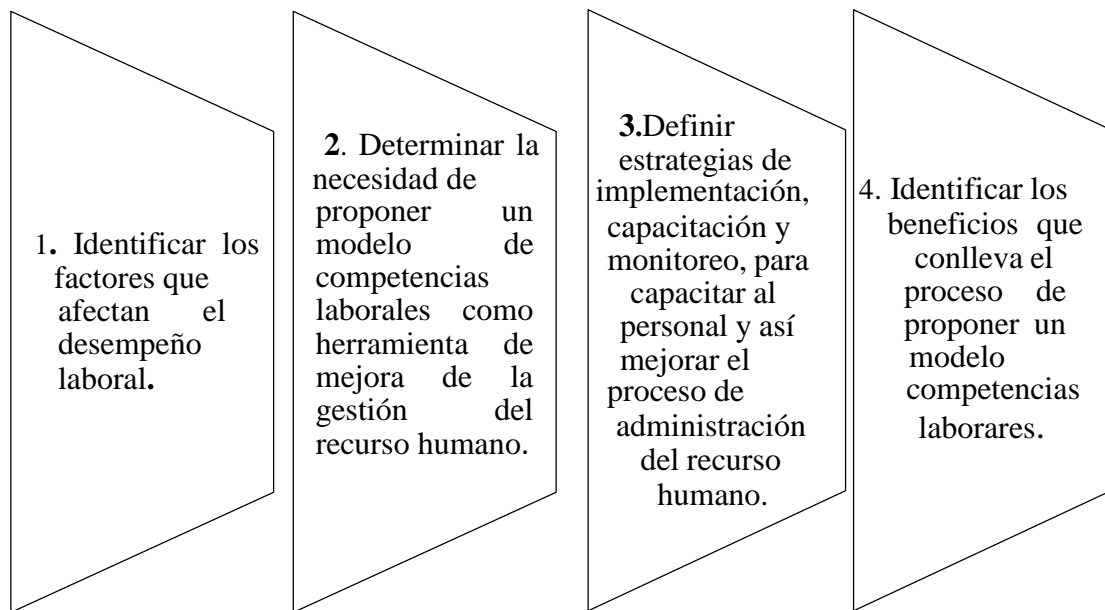 1. Identificar los
factores que
afectan el
desempeño
laboral.
2. Determinar la
necesidad de
proponer un
modelo de
competencias
laborales como
herramienta de
mejora de la
gestión del
recurso humano.
3.Definir
estrategias de
implementación,
capacitación y
monitoreo, para
capacitar al
personal y así
mejorar el
proceso de
administración
del recurso
humano.
4. Identificar los
beneficios que
conlleva el
proceso de
proponer un
modelo
competencias
laborares.